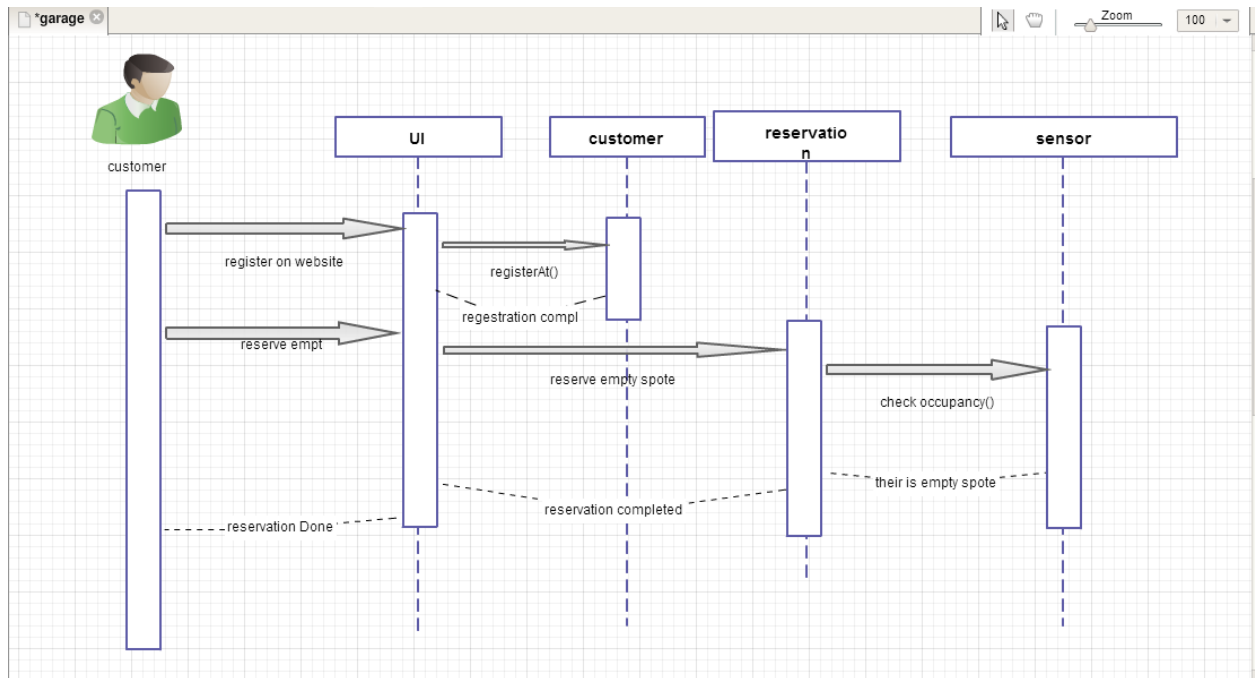 *garage
Zoom
100
customer
UI
customer
reservatio
n
sensor
register on website
registerAt()
regestration compl
reserve empt
reserve empty spote
check occupancy()
their is empty spote
reservation completed
reservation Done